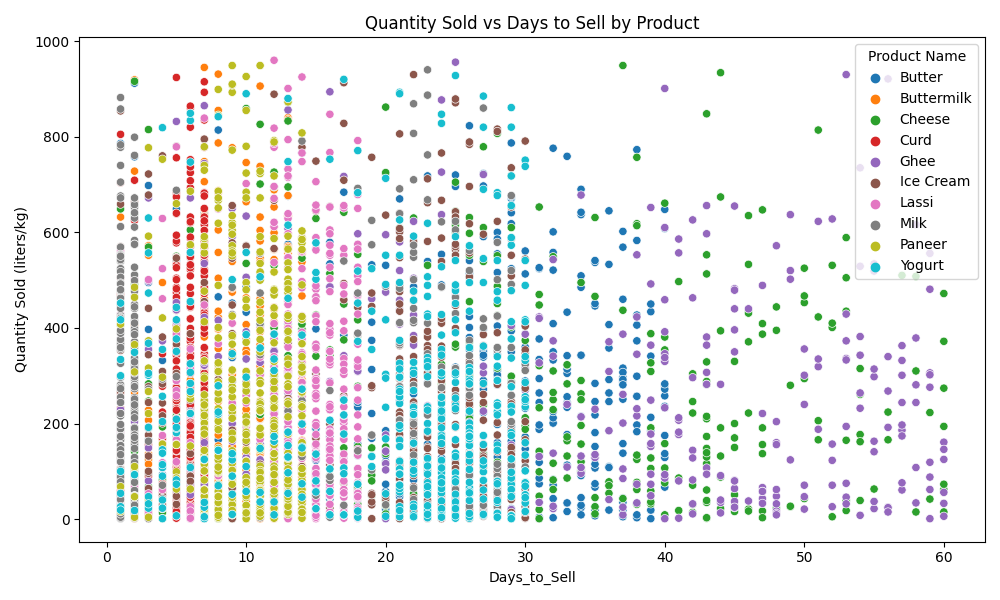 Quantity Sold vs Days to Sell by Product
1000
800
600
400
200
0
Quantity Sold (liters/kg)
0 10 20 30 40 50 60
Days_to_Sell
Product Name
Butter
Buttermilk
Cheese
Curd
Ghee
Ice Cream
Lassi
Milk
Paneer
Yogurt